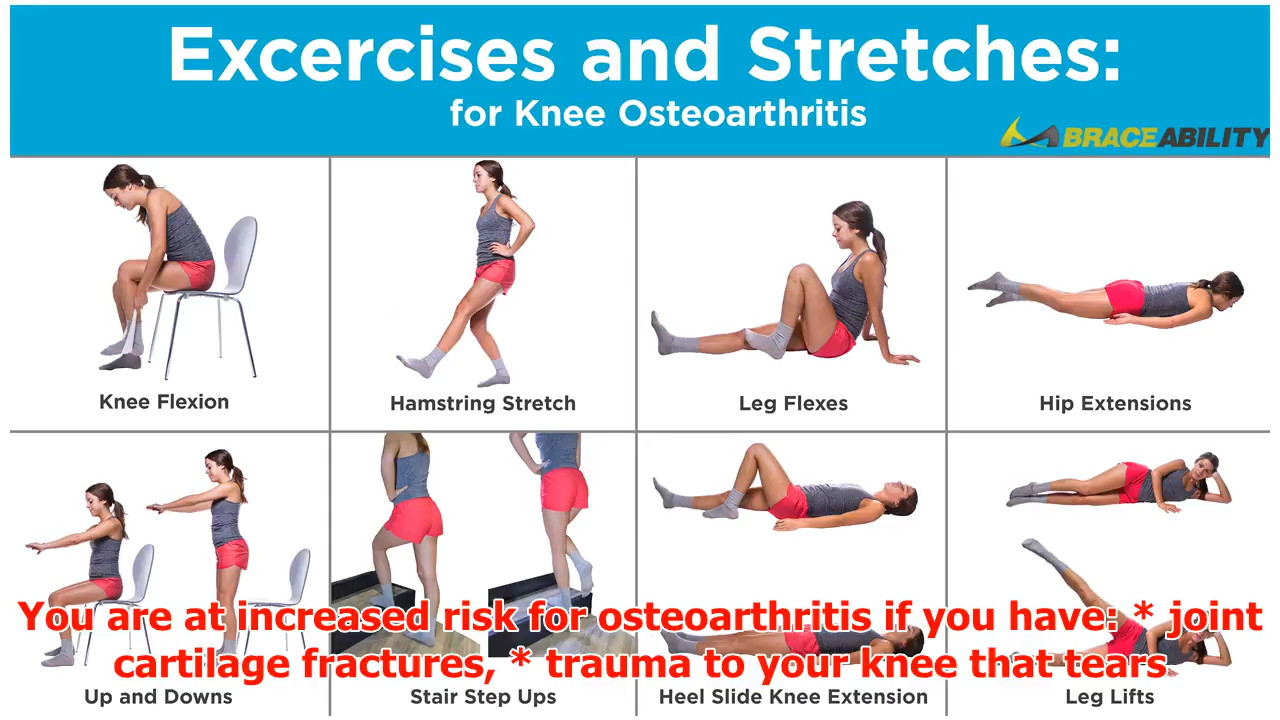 Excercises and Stretches:
for Knee Osteoarthritis
BRACEABILITY
Knee Flexion
Hamstring Stretch
Leg Flexes
Hip Extensions
You are at increased risk for osteoarthritis if you have: * joint
cartilage fractures, * trauma to your knee that tears
Up and Downs
Stair Step Ups
Heel Slide Knee Extension
Leg Lifts